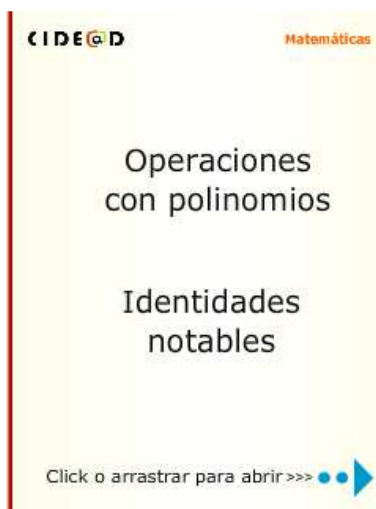 CIDE@D
Matemáticas
Operaciones
con polinomios
Identidades
notables
Click o arrastrar para abrir >>>